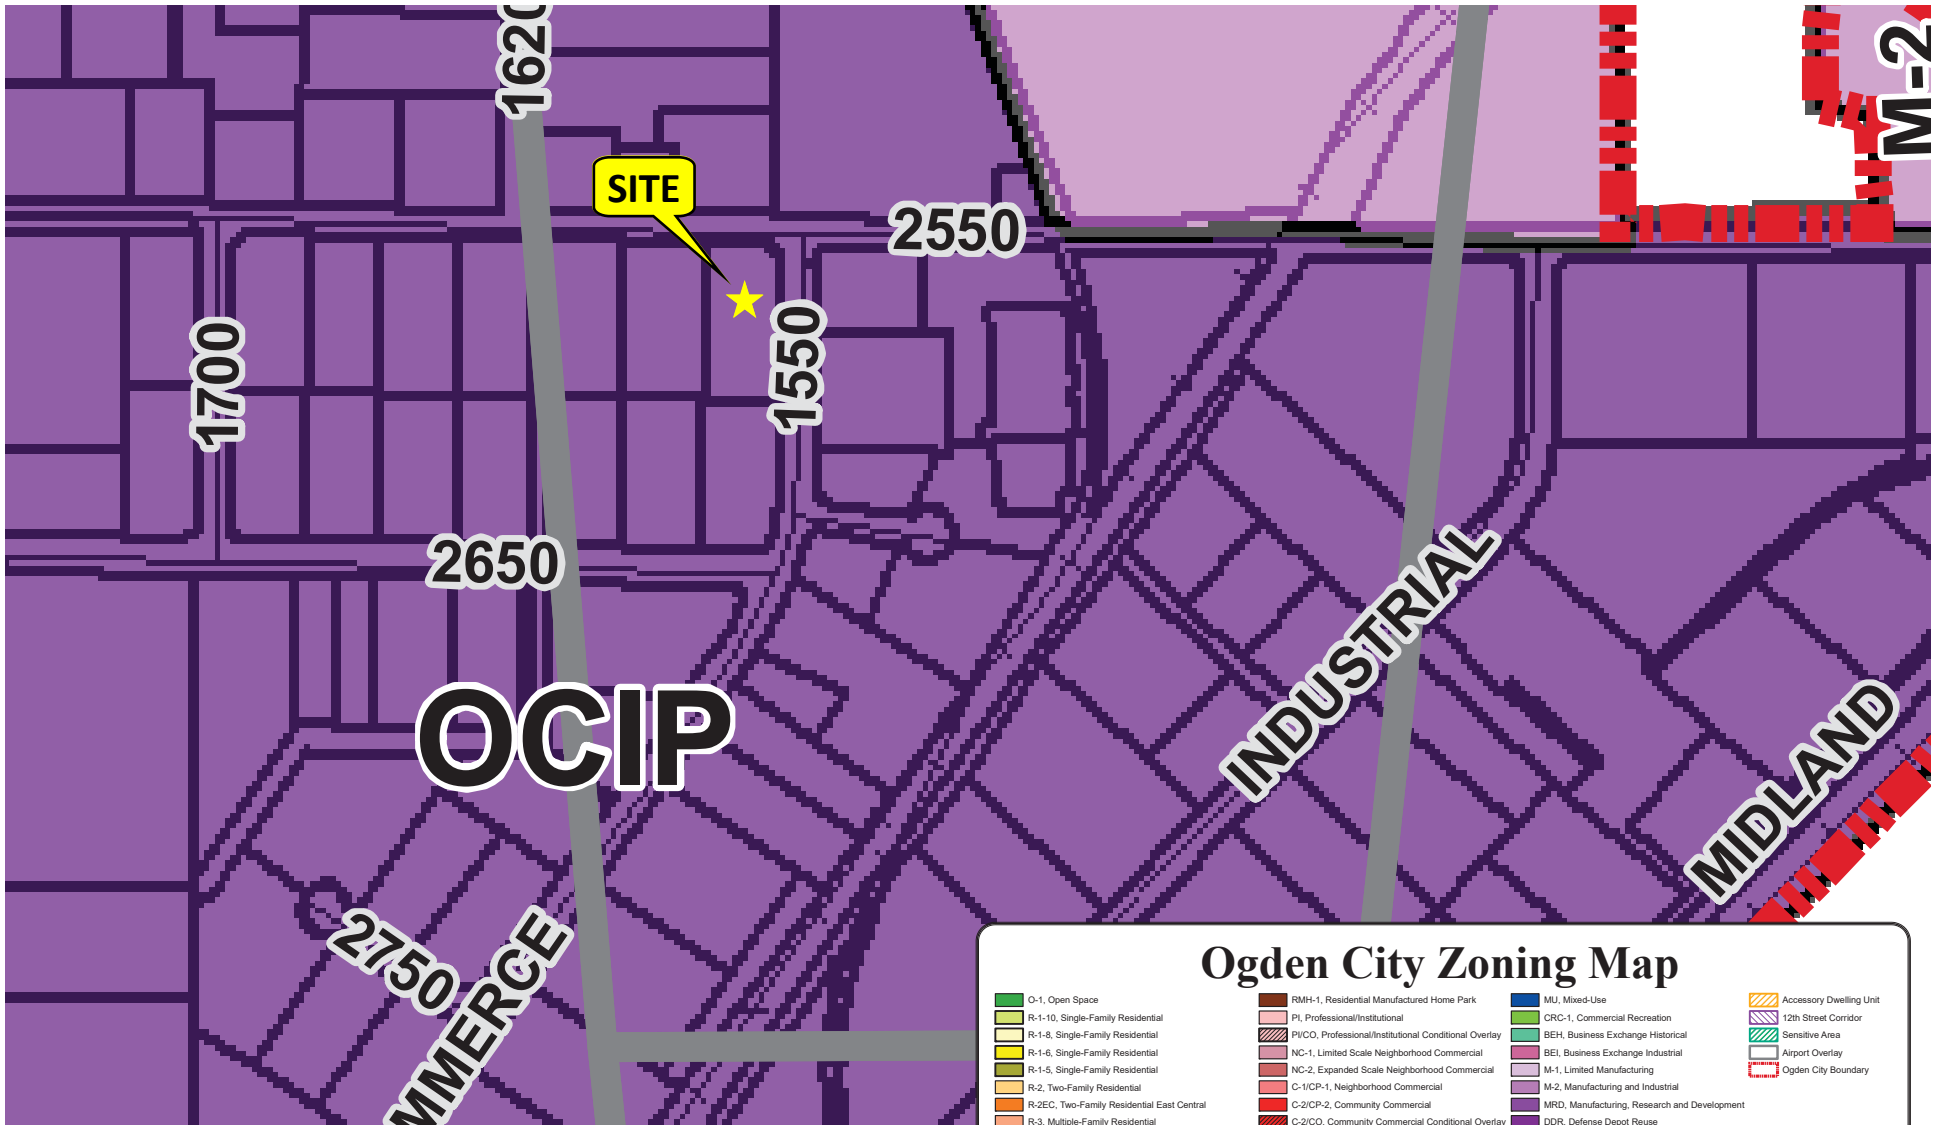 1620
M-2
SITE
2550
1700
1550
2650
INDUSTRIAL
OCIP
MIDLAND
2750
MMERCE
Ogden City Zoning Map
O-1, Open Space
R-1-10, Single-Family Residential
R-1-8, Single-Family Residential
R-1-6, Single-Family Residential
R-1-5, Single-Family Residential
R-2, Two-Family Residential
R-2EC, Two-Family Residential East Central
R-3, Multiple-Family Residential
RMH-1, Residential Manufactured Home Park
PI, Professional/Institutional
PI/CO, Professional/Institutional Conditional Overlay
NC-1, Limited Scale Neighborhood Commercial
NC-2, Expanded Scale Neighborhood Commercial
C-1/CP-1, Neighborhood Commercial
C-2/CP-2, Community Commercial
C-2/CO, Community Commercial Conditional Overlay
MU, Mixed-Use
CRC-1, Commercial Recreation
BEH, Business Exchange Historical
BEI, Business Exchange Industrial
M-1, Limited Manufacturing
M-2, Manufacturing and Industrial
MRD, Manufacturing, Research and Development
DDR, Defense Depot Reuse
Accessory Dwelling Unit
12th Street Corridor
Sensitive Area
Airport Overlay
Ogden City Boundary